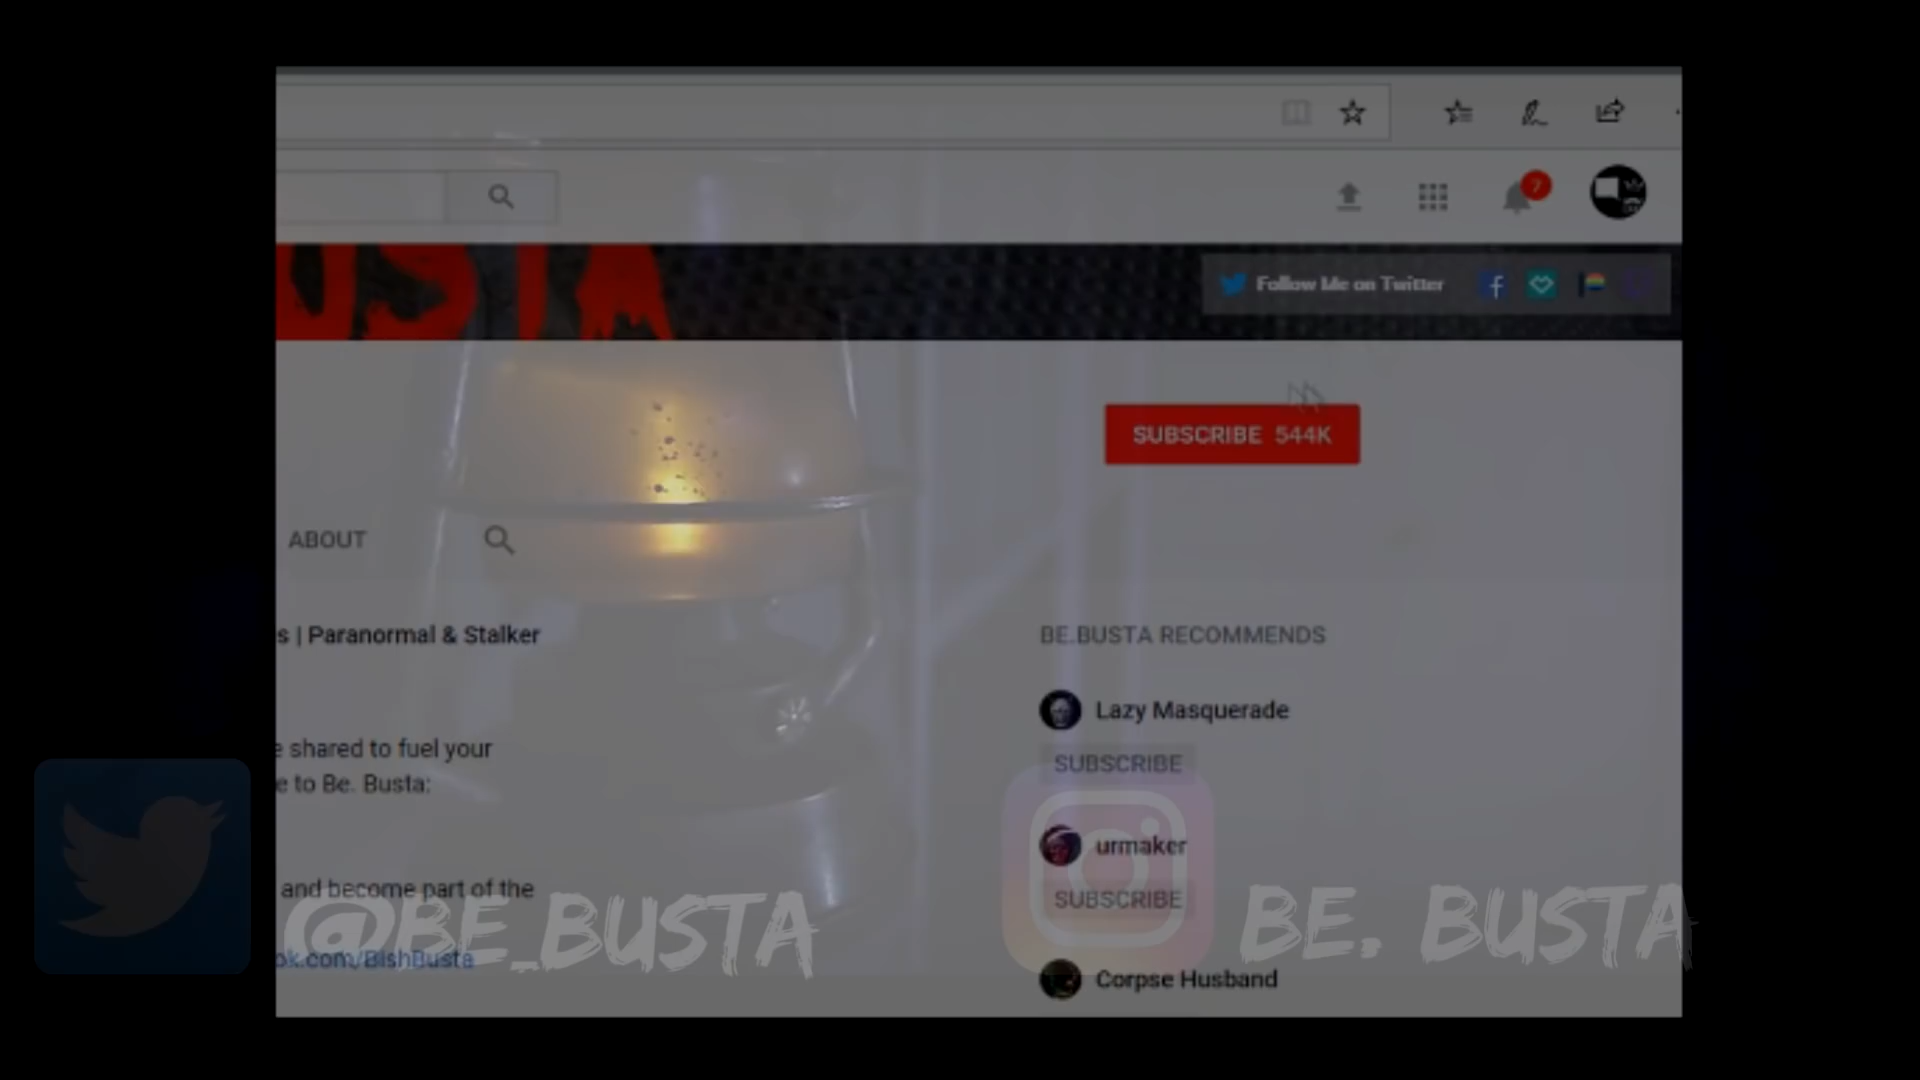 7
USTA
Follow Me on Twitter
SUBSCRIBE 544K
ABOUT
s | Paranormal & Stalker
BE.BUSTA RECOMMENDS
Lazy Masquerade
SUBSCRIBE
e shared to fuel your
e to Be. Busta:
urmaker
SUBSCRIBE
and become part of the
@BE_BUSTA
BE. BUSTA
ok.com/BishBusta
Corpse Husband